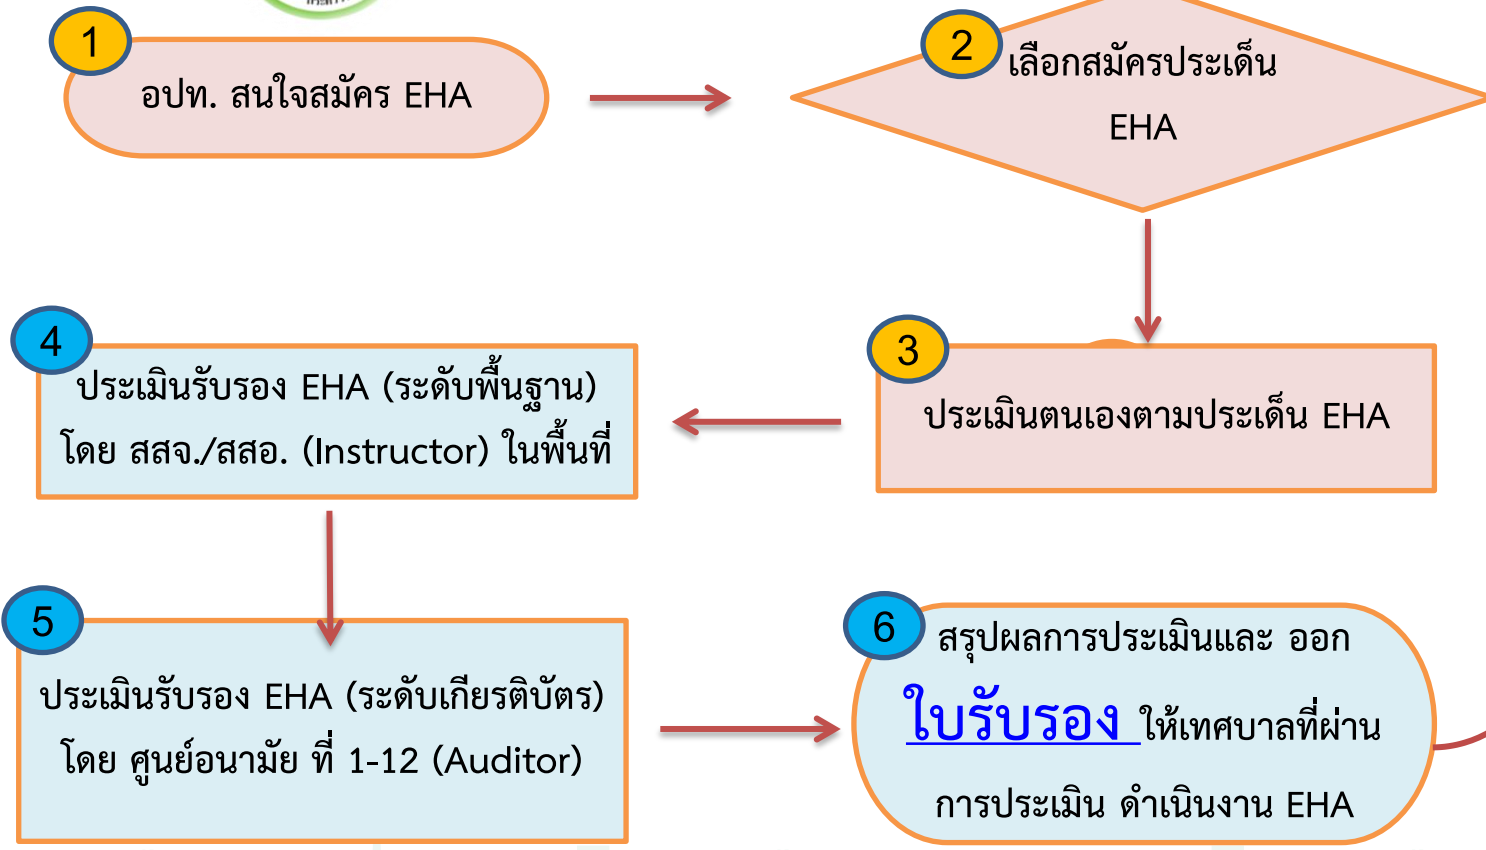 1
อปท. สนใจสมัคร EHA
2
เลือกสมัครประเด็น
EHA
3
ประเมินตนเองตามประเด็น EHA
4
ประเมินรับรอง EHA (ระดับพื้นฐาน)
โดย สสจ./สสอ. (Instructor) ในพื้นที่
5
ประเมินรับรอง EHA (ระดับเกียรติบัตร)
โดย ศูนย์อนามัย ที่ 1-12 (Auditor)
6
สรุปผลการประเมินและ ออก
ใบรับรอง ให้เทศบาลที่ผ่าน
การประเมิน ดำเนินงาน EHA